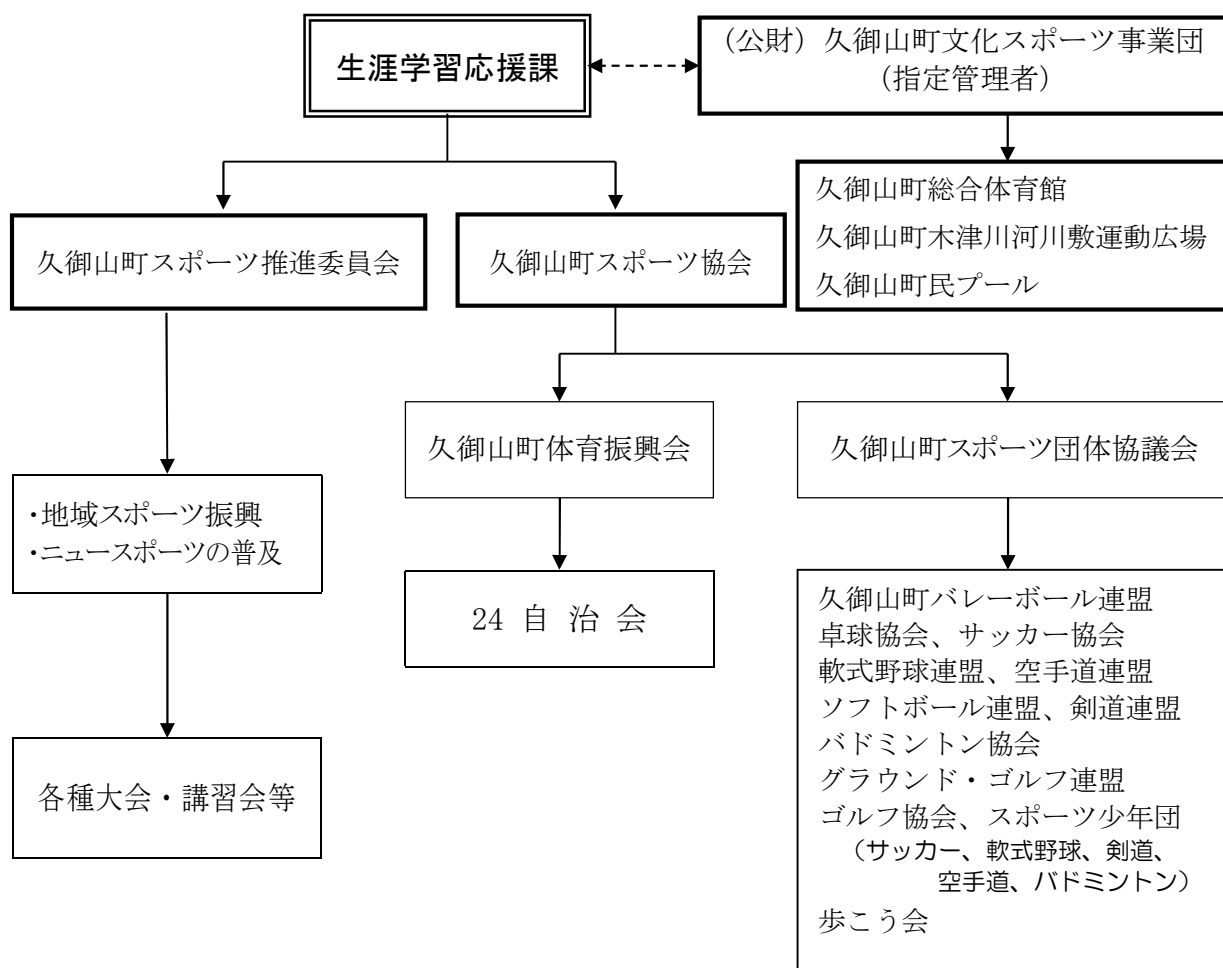 生涯学習応援課
（公財）久御山町文化スポーツ事業団
（指定管理者）
久御山町総合体育館
久御山町木津川河川敷運動広場
久御山町民プール
久御山町スポーツ推進委員会
久御山町スポーツ協会
久御山町体育振興会
久御山町スポーツ団体協議会
・地域スポーツ振興
・ニュースポーツの普及
24 自 治 会
久御山町バレーボール連盟
卓球協会、サッカー協会
軟式野球連盟、空手道連盟
ソフトボール連盟、剣道連盟
バドミントン協会
グラウンド・ゴルフ連盟
ゴルフ協会、スポーツ少年団
（サッカー、軟式野球、剣道、
空手道、バドミントン）
歩こう会
各種大会・講習会等